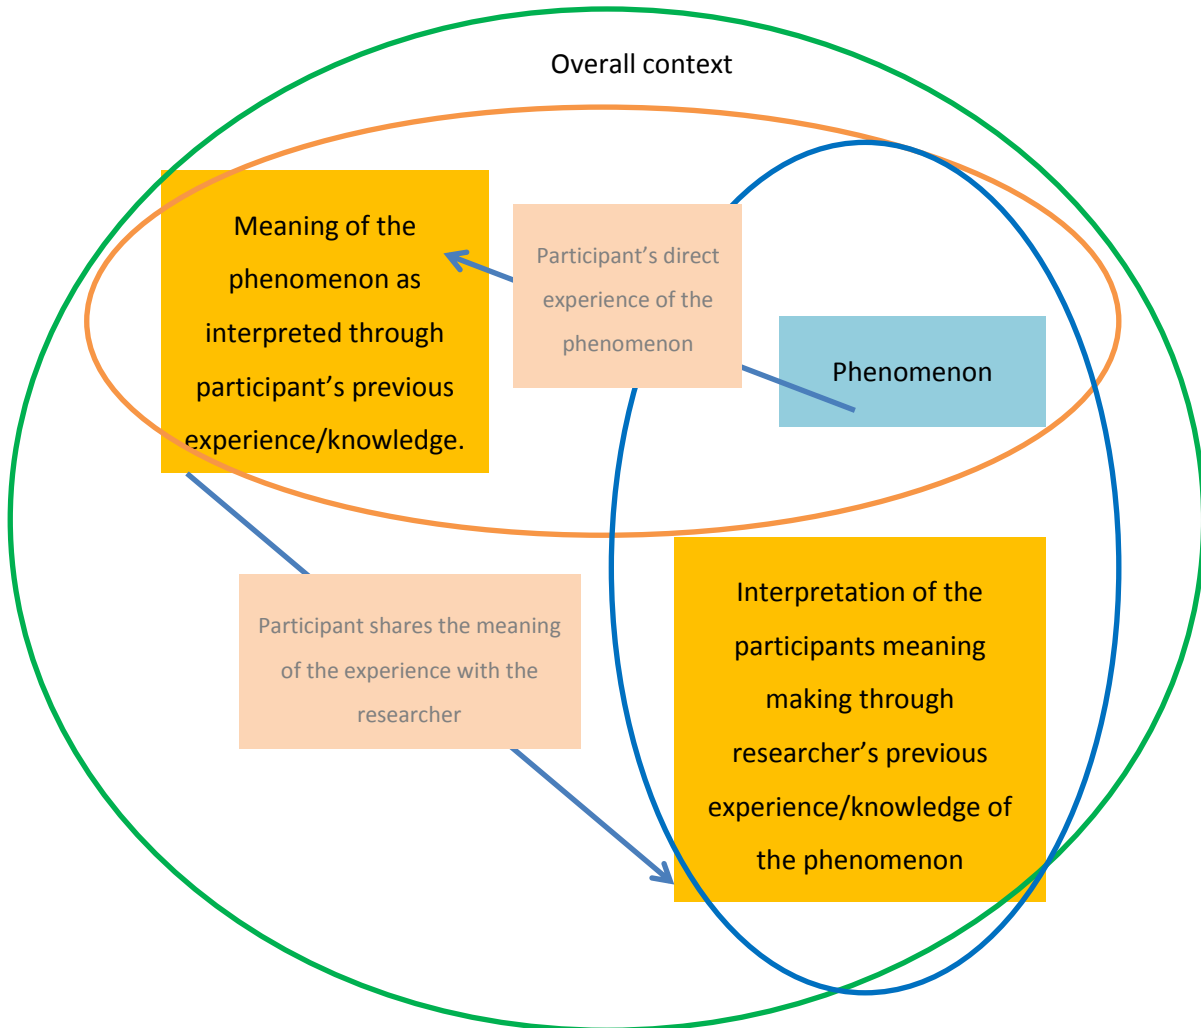 Overall context
Meaning of the
phenomenon as
interpreted through
participant’s previous
experience/knowledge.
Participant’s direct
experience of the
phenomenon
Phenomenon
Participant shares the meaning
of the experience with the
researcher
Interpretation of the
participants meaning
making through
researcher’s previous
experience/knowledge of
the phenomenon